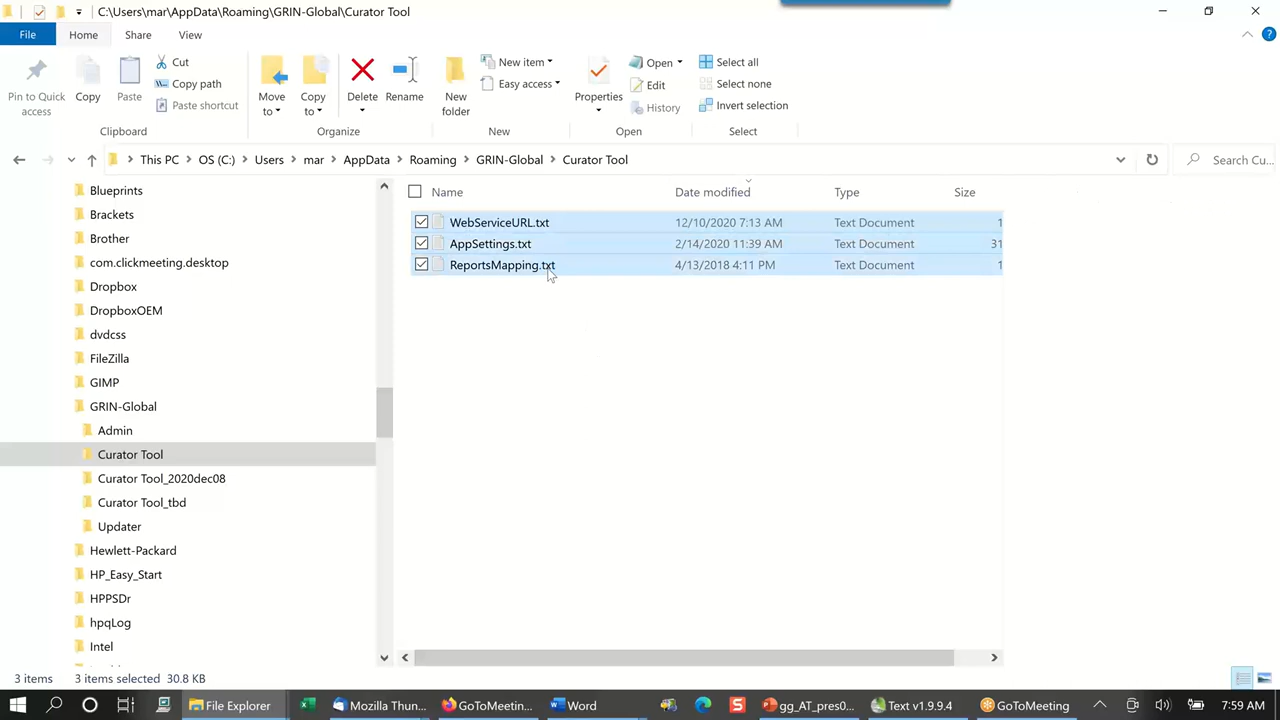 C:\Users\mar\AppData\Roaming\GRIN-Global\Curator Tool
File Home Share View
Pin to Quick access
Copy
Paste
Cut
Copy path
Paste shortcut
Move to
Copy to
Delete
Rename
New folder
New item
Easy access
Properties
Open
Edit
History
Select all
Select none
Invert selection
Clipboard Organize New Open Select
This PC > OS (C:) > Users > mar > AppData > Roaming > GRIN-Global > Curator Tool
Search Cu...
Name Date modified Type Size
WebServiceURL.txt 12/10/2020 7:13 AM Text Document 1
AppSettings.txt 2/14/2020 11:39 AM Text Document 31
ReportsMapping.txt 4/13/2018 4:11 PM Text Document 1
Blueprints
Brackets
Brother
com.clickmeeting.desktop
Dropbox
DropboxOEM
dvdcss
FileZilla
GIMP
GRIN-Global
Admin
Curator Tool
Curator Tool_2020dec08
Curator Tool_tbd
Updater
Hewlett-Packard
HP_Easy_Start
HPPSDr
hpqLog
Intel
3 items 3 items selected 30.8 KB
File Explorer Mozilla Thun... GoToMeetin... Word gg_AT_pres0... Text v1.9.9.4 GoToMeeting 7:59 AM